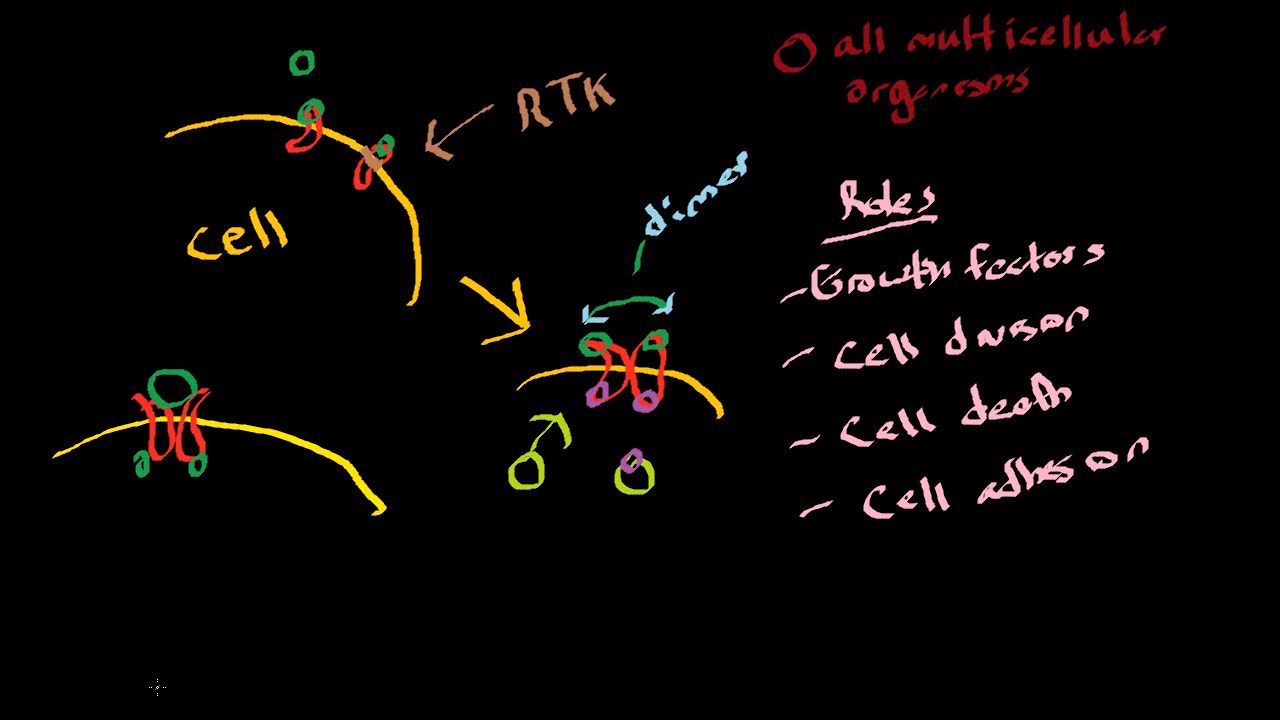 all multicellular
organisms
RTK
dimer
Cell
Roles
- Growth factors
- Cell division
- Cell death
- Cell adhesion